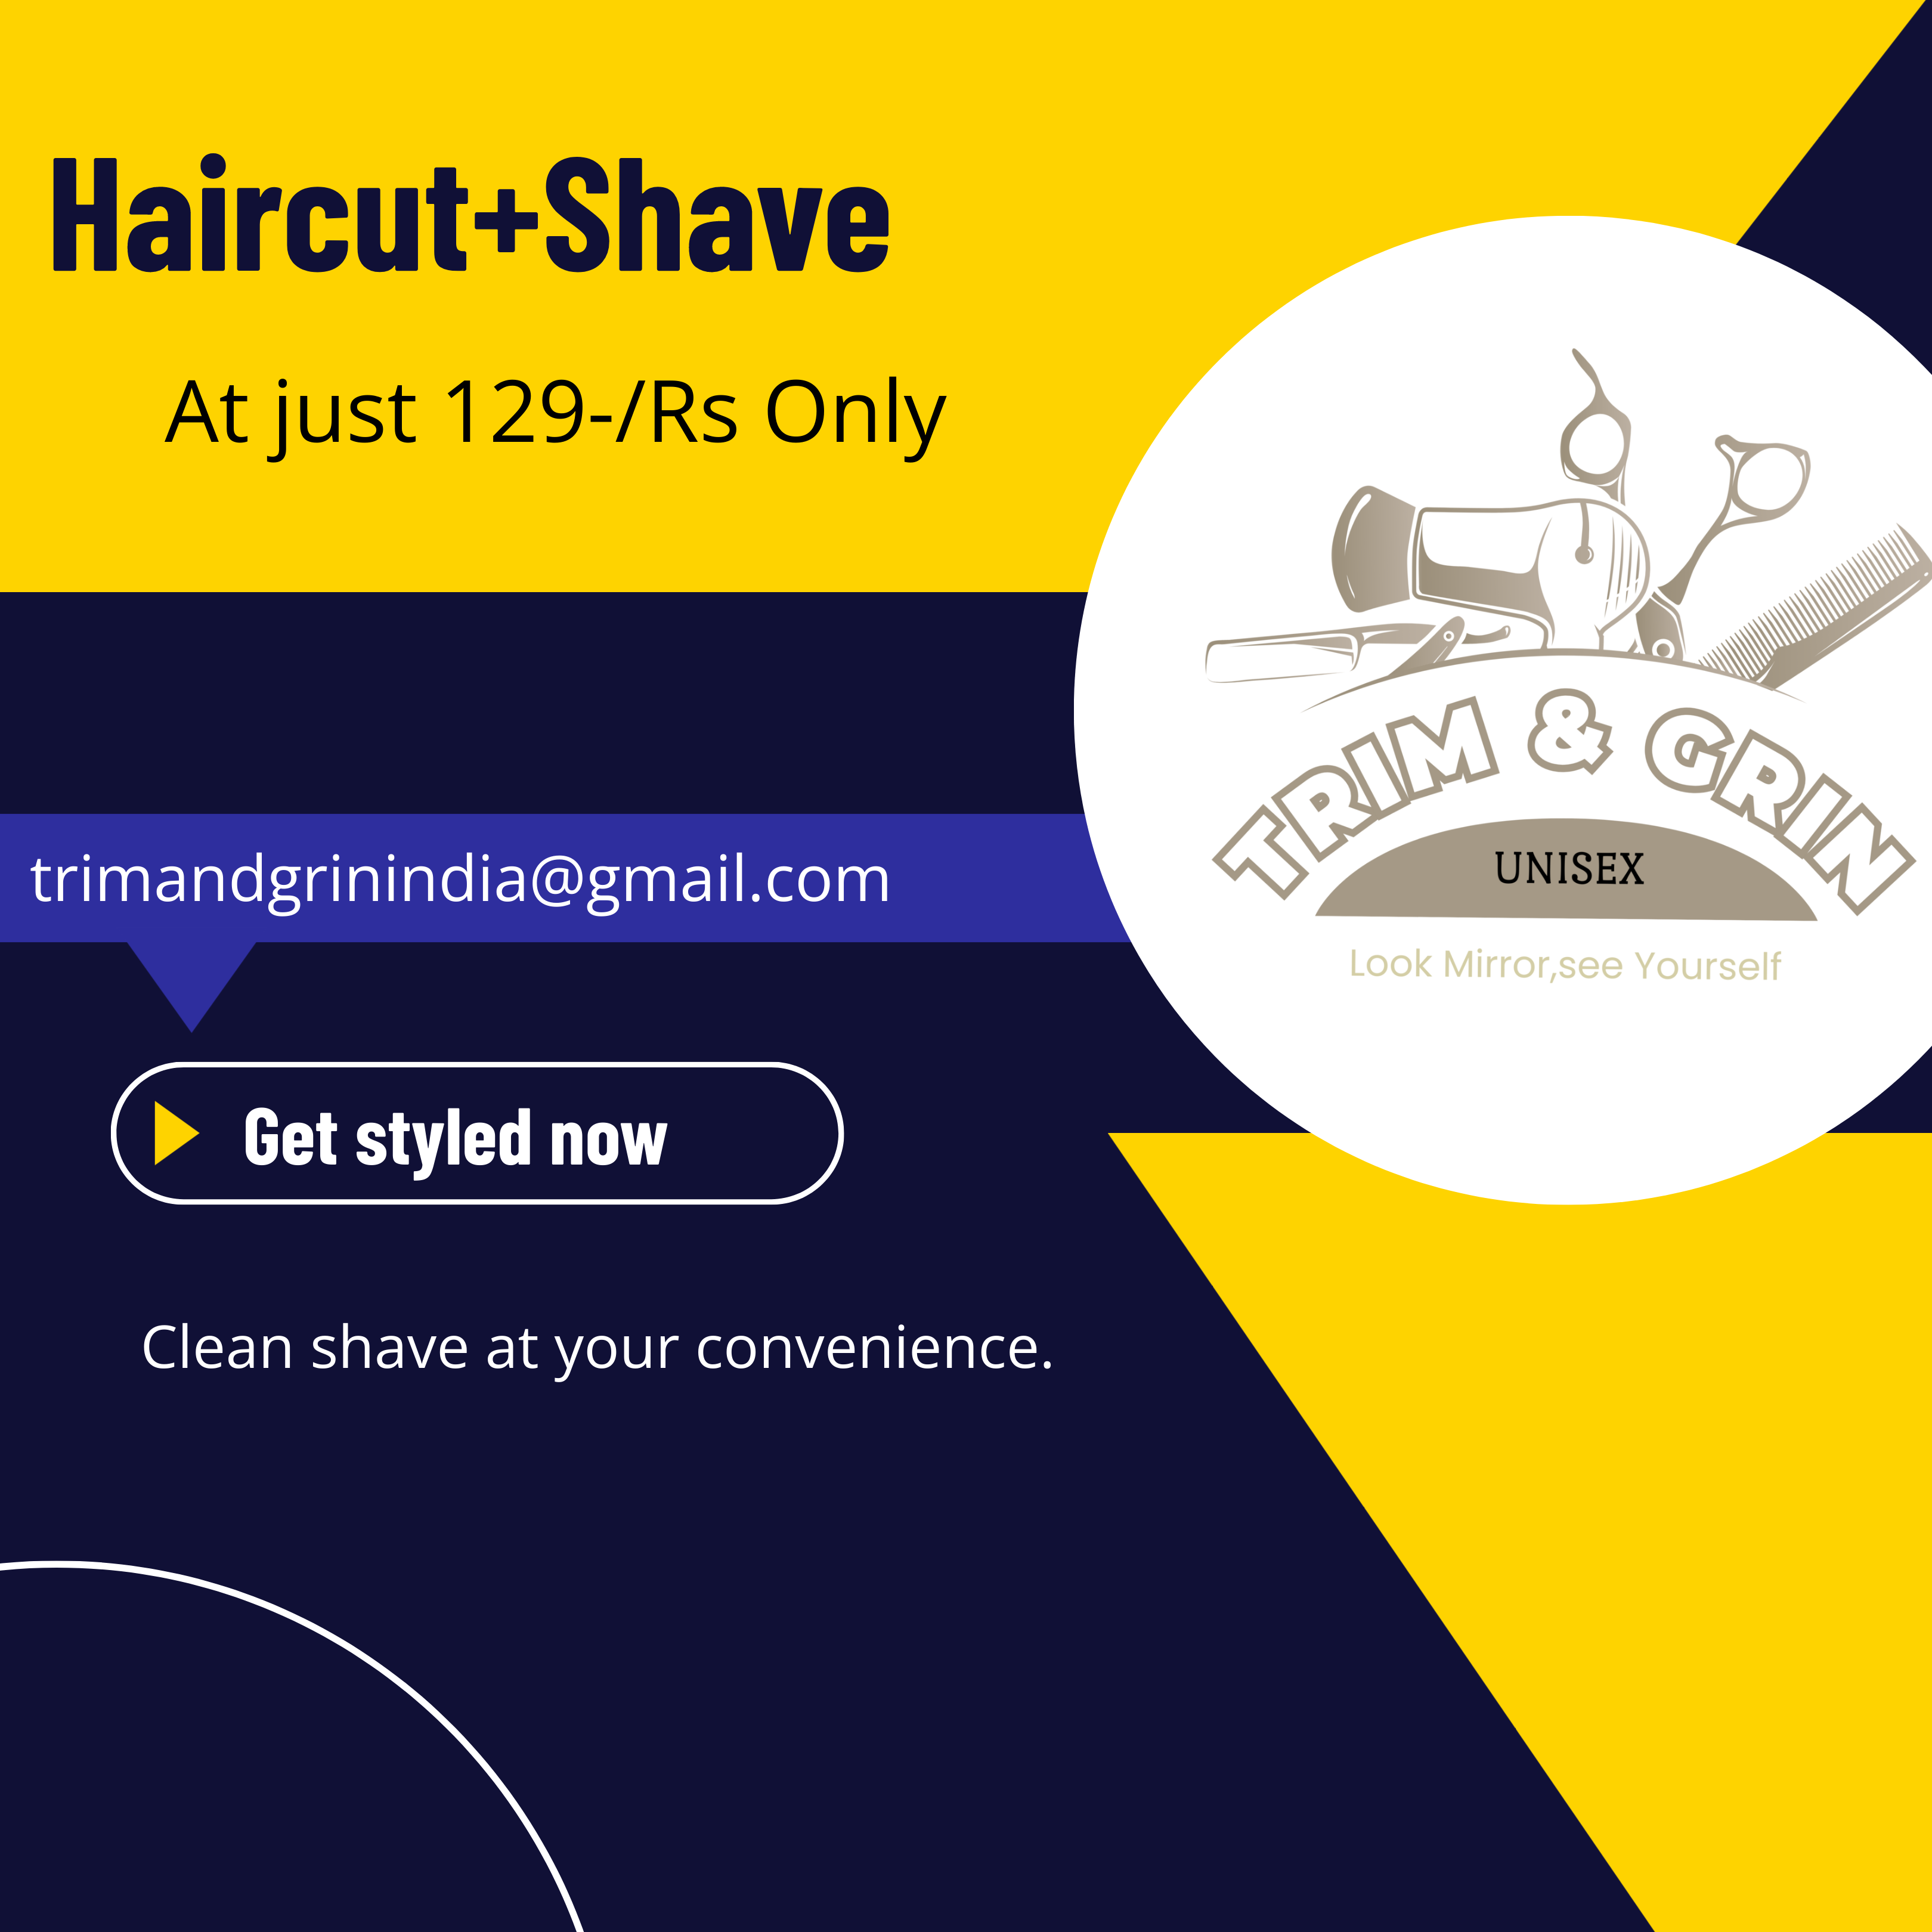 Haircut+Shave
At just 129-/Rs Only
trimandgrinindia@gmail.com
Get styled now
Clean shave at your convenience.
TRIM & GRIN
UNISEX
Look Mirror,see Yourself